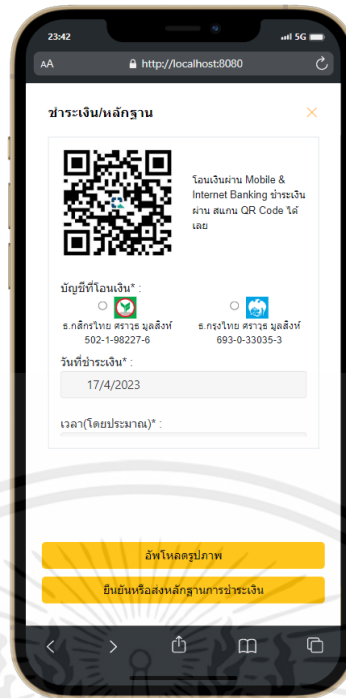 23:42
5G
AA
http://localhost:8080
ชำระเงิน/หลักฐาน
โอนเงินผ่าน Mobile &
Internet Banking ชำระเงิน
ผ่าน สแกน QR Code ได้
เลย
บัญชีที่โอนเงิน* :
ธ.กสิกรไทย ศราวุธ มูลสิงห์
502-1-98227-6
ธ.กรุงไทย ศราวุธ มูลสิงห์
693-0-33035-3
วันที่ชำระเงิน* :
17/4/2023
เวลา(โดยประมาณ)* :
อัพโหลดรูปภาพ
ยืนยันหรือส่งหลักฐานการชำระเงิน